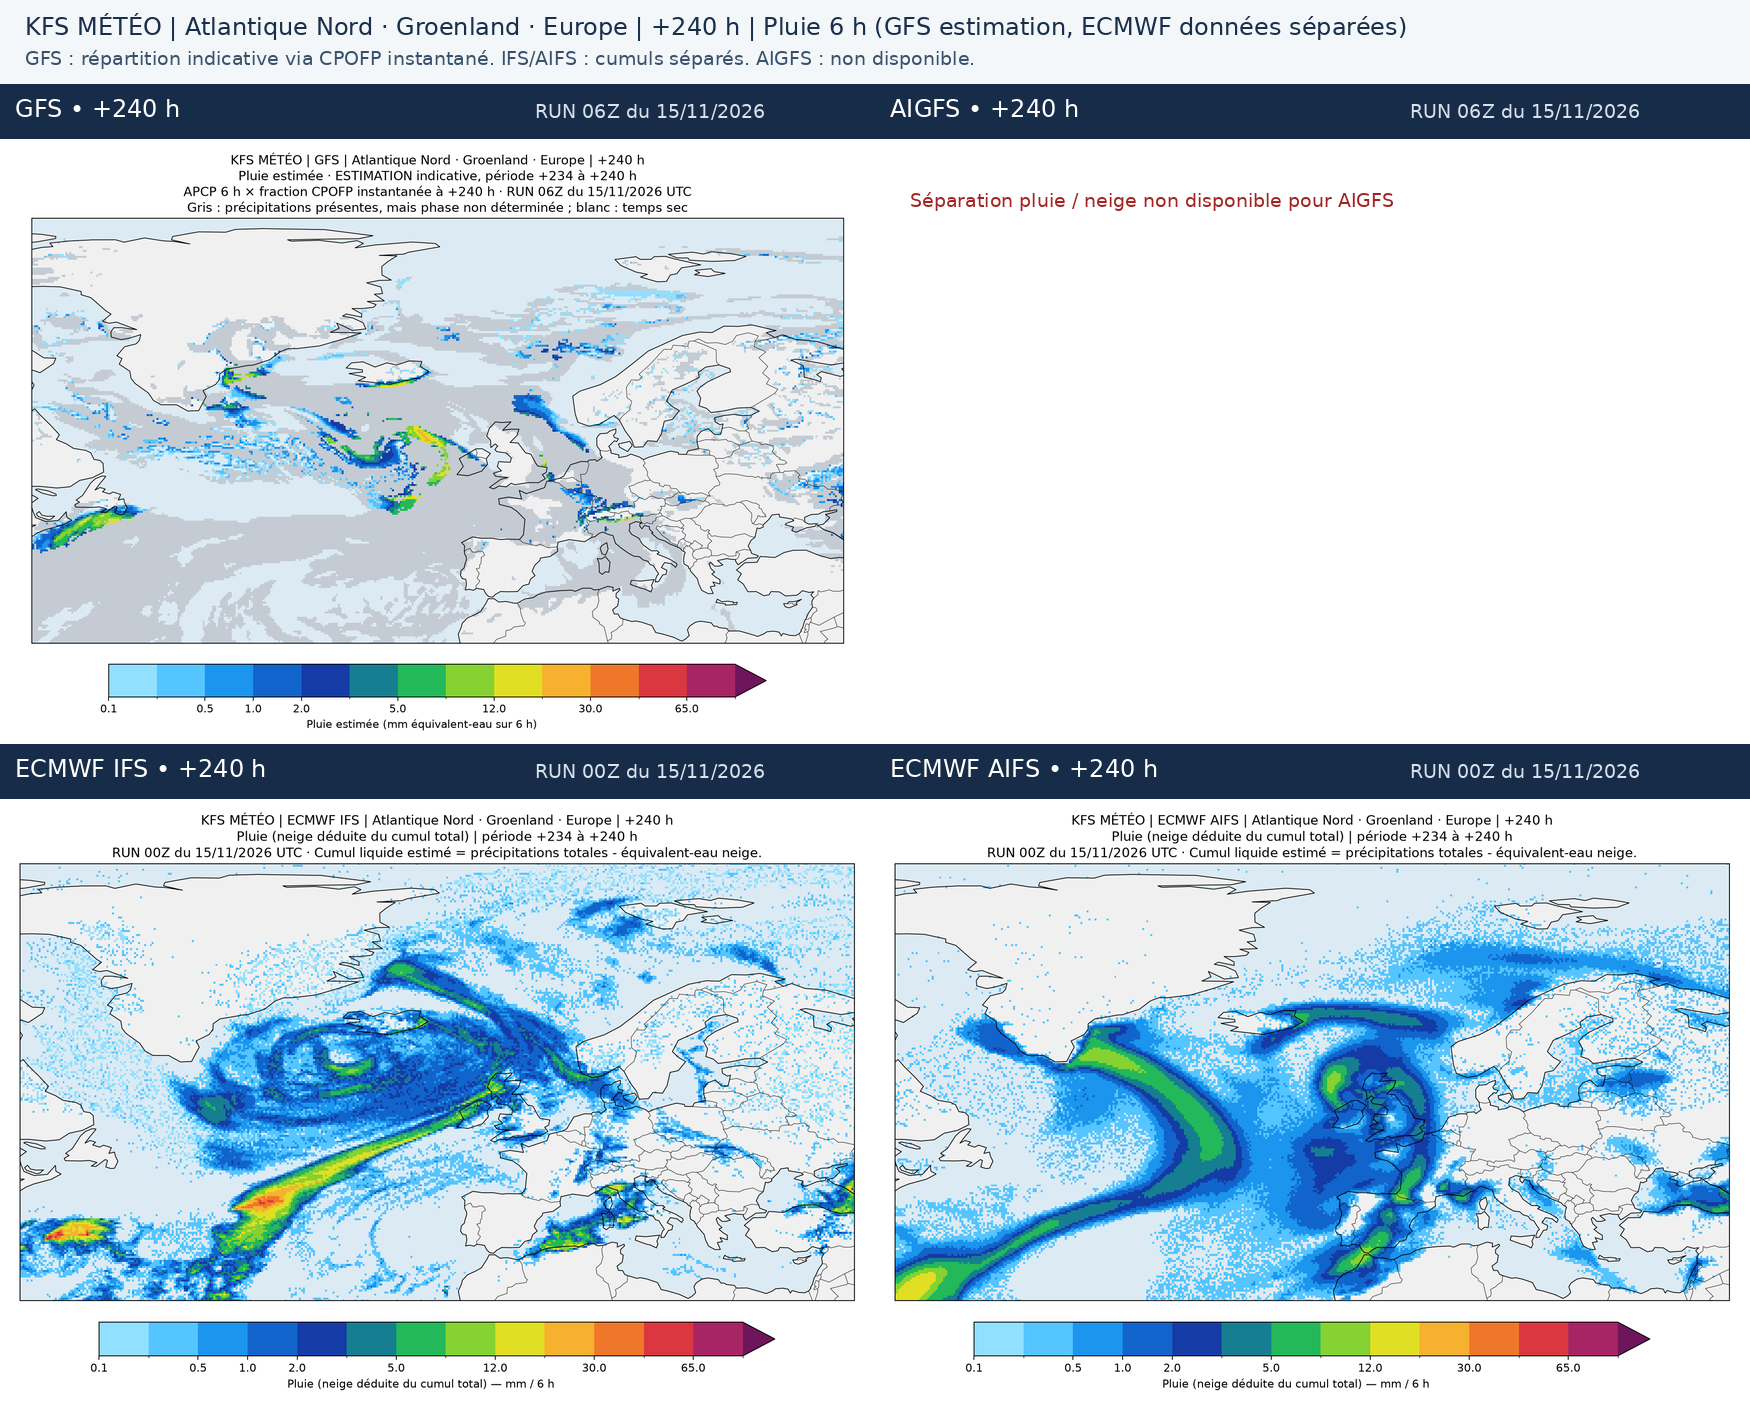 KFS MÉTÉO | Atlantique Nord · Groenland · Europe | +240 h | Pluie 6 h (GFS estimation, ECMWF données séparées)
GFS : répartition indicative via CPOFP instantané. IFS/AIFS : cumuls séparés. AIGFS : non disponible.
GFS • +240 h
RUN 06Z du 15/11/2026
AIGFS • +240 h
RUN 06Z du 15/11/2026
KFS MÉTÉO | GFS | Atlantique Nord · Groenland · Europe | +240 h
Pluie estimée · ESTIMATION indicative, période +234 à +240 h
APCP 6 h × fraction CPOFP instantanée à +240 h · RUN 06Z du 15/11/2026 UTC
Gris : précipitations présentes, mais phase non déterminée ; blanc : temps sec
Séparation pluie / neige non disponible pour AIGFS
0.1 0.5 1.0 2.0 5.0 12.0 30.0 65.0
Pluie estimée (mm équivalent-eau sur 6 h)
ECMWF IFS • +240 h
RUN 00Z du 15/11/2026
ECMWF AIFS • +240 h
RUN 00Z du 15/11/2026
KFS MÉTÉO | ECMWF IFS | Atlantique Nord · Groenland · Europe | +240 h
Pluie (neige déduite du cumul total) | période +234 à +240 h
RUN 00Z du 15/11/2026 UTC · Cumul liquide estimé = précipitations totales - équivalent-eau neige.
0.1 0.5 1.0 2.0 5.0 12.0 30.0 65.0
Pluie (neige déduite du cumul total) — mm / 6 h
KFS MÉTÉO | ECMWF AIFS | Atlantique Nord · Groenland · Europe | +240 h
Pluie (neige déduite du cumul total) | période +234 à +240 h
RUN 00Z du 15/11/2026 UTC · Cumul liquide estimé = précipitations totales - équivalent-eau neige.
0.1 0.5 1.0 2.0 5.0 12.0 30.0 65.0
Pluie (neige déduite du cumul total) — mm / 6 h